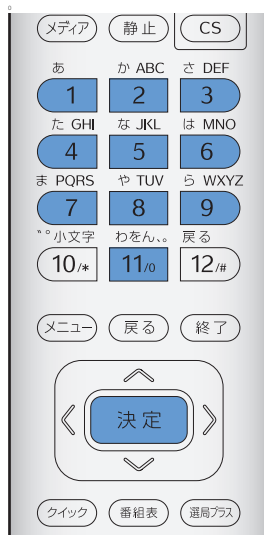 メディア 静止 CS
あ か ABC さ DEF
1 2 3
た GHI な JKL は MNO
4 5 6
ま PQRS や TUV ら WXYZ
7 8 9
゛゜小文字 わをん、。 戻る
10/* 11/0 12/#
メニュー 戻る 終了
決定
クイック 番組表 選局プラス